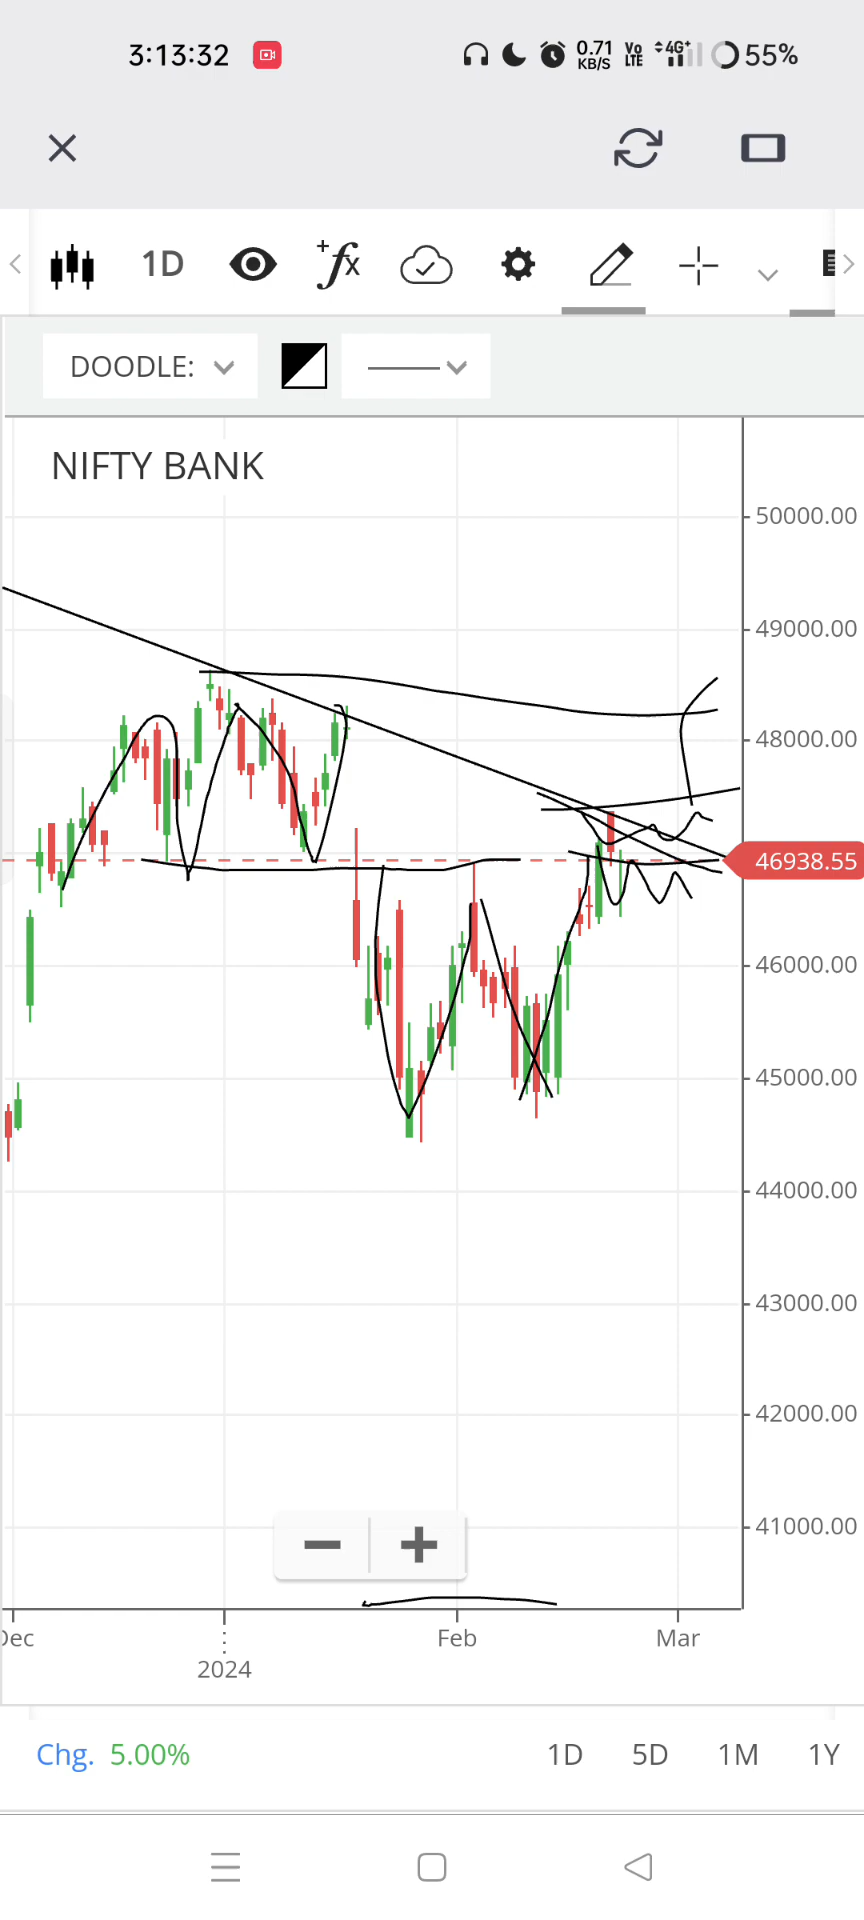 3:13:32 0.71 KB/S Vo LTE 4G+ 55%
1D +fx
DOODLE:
NIFTY BANK
50000.00
49000.00
48000.00
46938.55
46000.00
45000.00
44000.00
43000.00
42000.00
41000.00
Dec Feb Mar
2024
Chg. 5.00% 1D 5D 1M 1Y